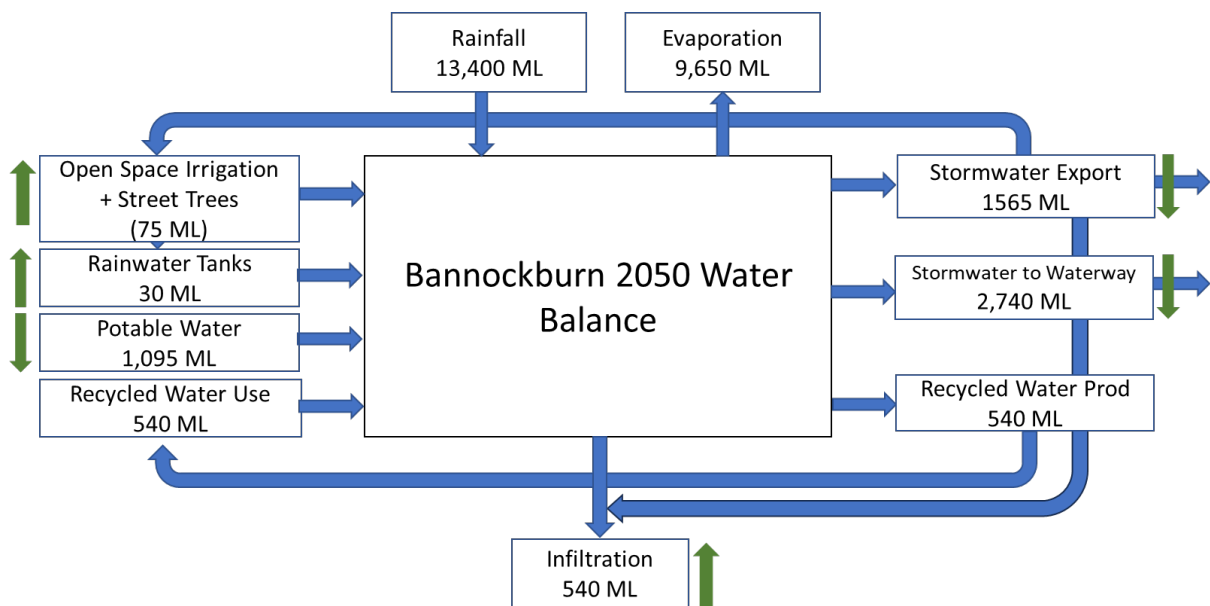 Rainfall
13,400 ML
Evaporation
9,650 ML
Open Space Irrigation
+ Street Trees
(75 ML)
Rainwater Tanks
30 ML
Potable Water
1,095 ML
Recycled Water Use
540 ML
Bannockburn 2050 Water
Balance
Stormwater Export
1565 ML
Stormwater to Waterway
2,740 ML
Recycled Water Prod
540 ML
Infiltration
540 ML